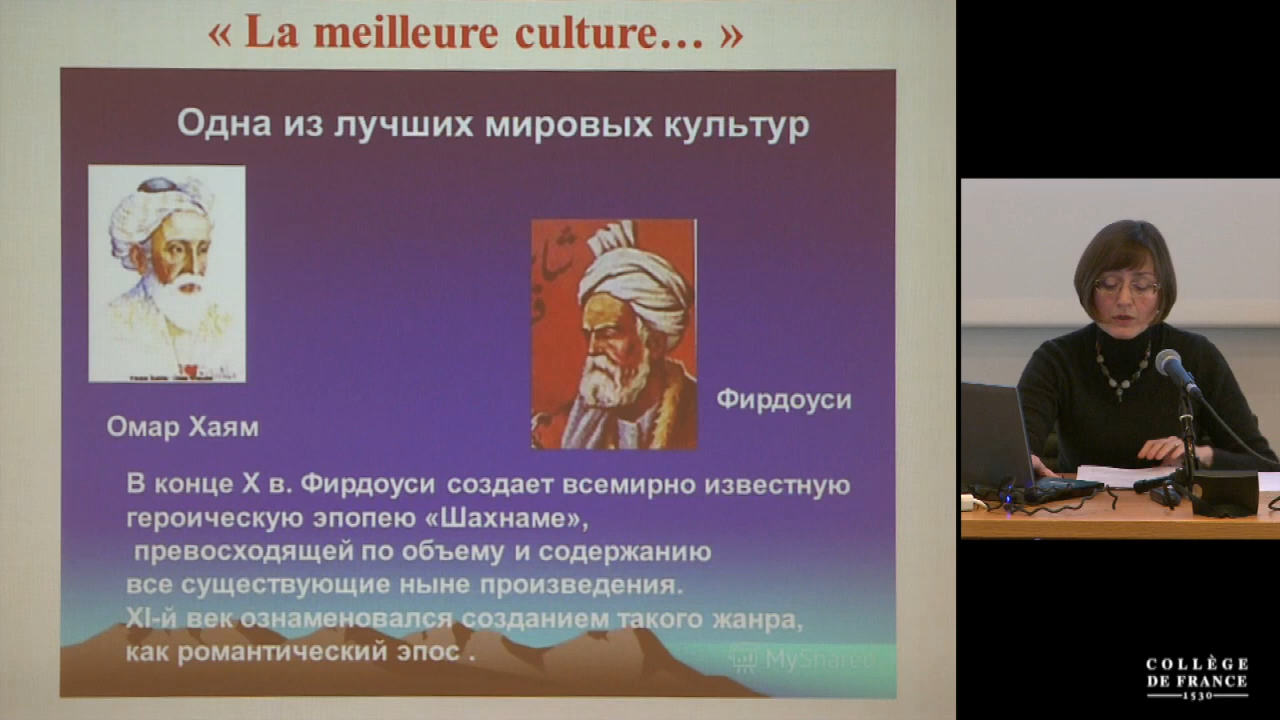 « La meilleure culture... »
Одна из лучших мировых культур
Омар Хаям
Фирдоуси
В конце X в. Фирдоуси создает всемирно известную
героическую эпопею «Шахнаме»,
превосходящей по объему и содержанию
все существующие ныне произведения.
XI-й век ознаменовался созданием такого жанра,
как романтический эпос .
MyShared
COLLÈGE
DE FRANCE
1530